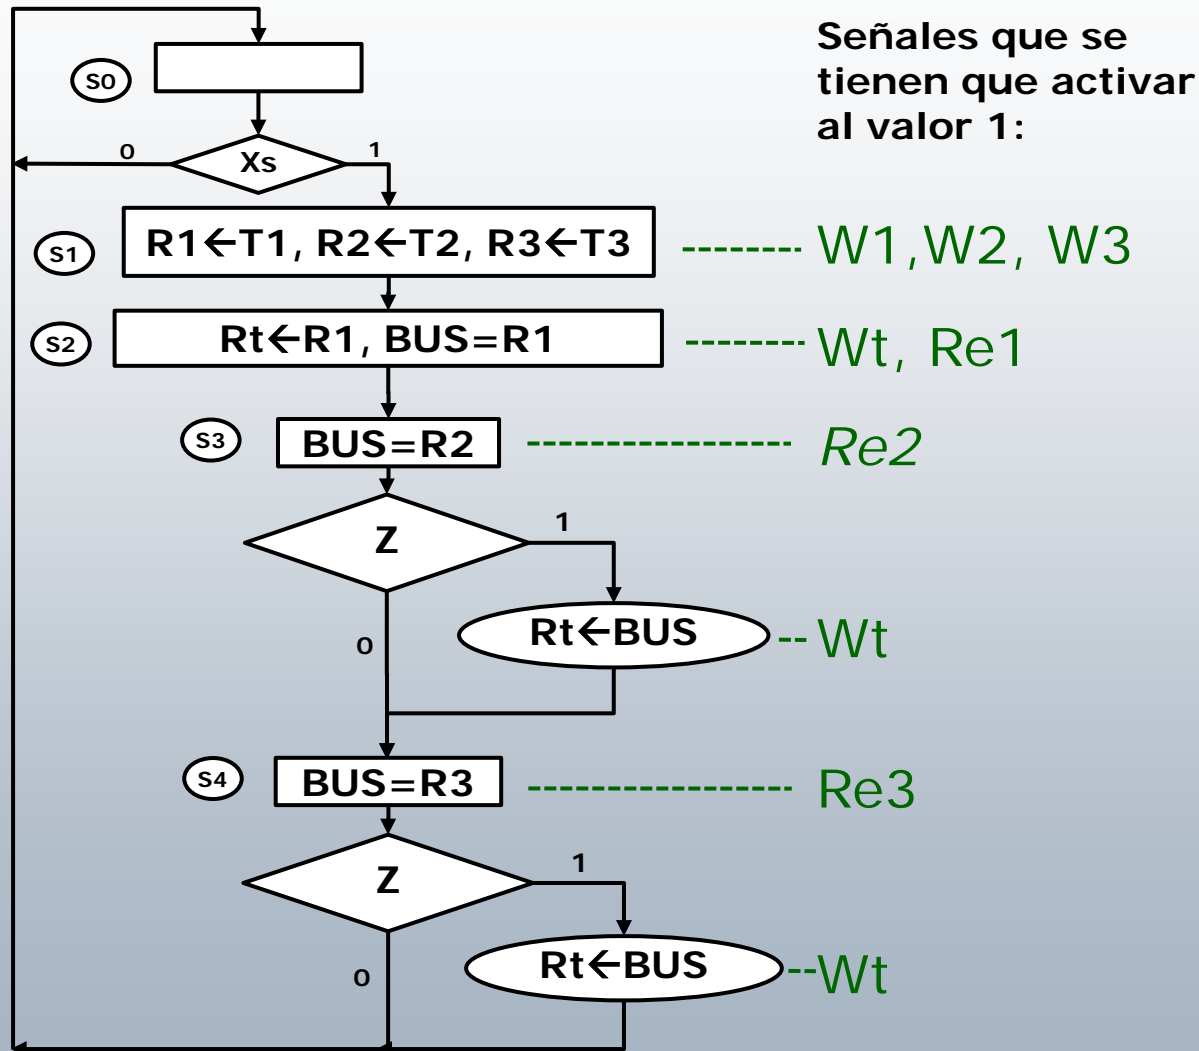 Señales que se
tienen que activar
al valor 1:
S0
0
Xs
1
S1
R1←T1, R2←T2, R3←T3
W1,W2, W3
S2
Rt←R1, BUS=R1
Wt, Re1
S3
BUS=R2
Re2
Z
1
0
Rt←BUS
Wt
S4
BUS=R3
Re3
Z
1
0
Rt←BUS
Wt